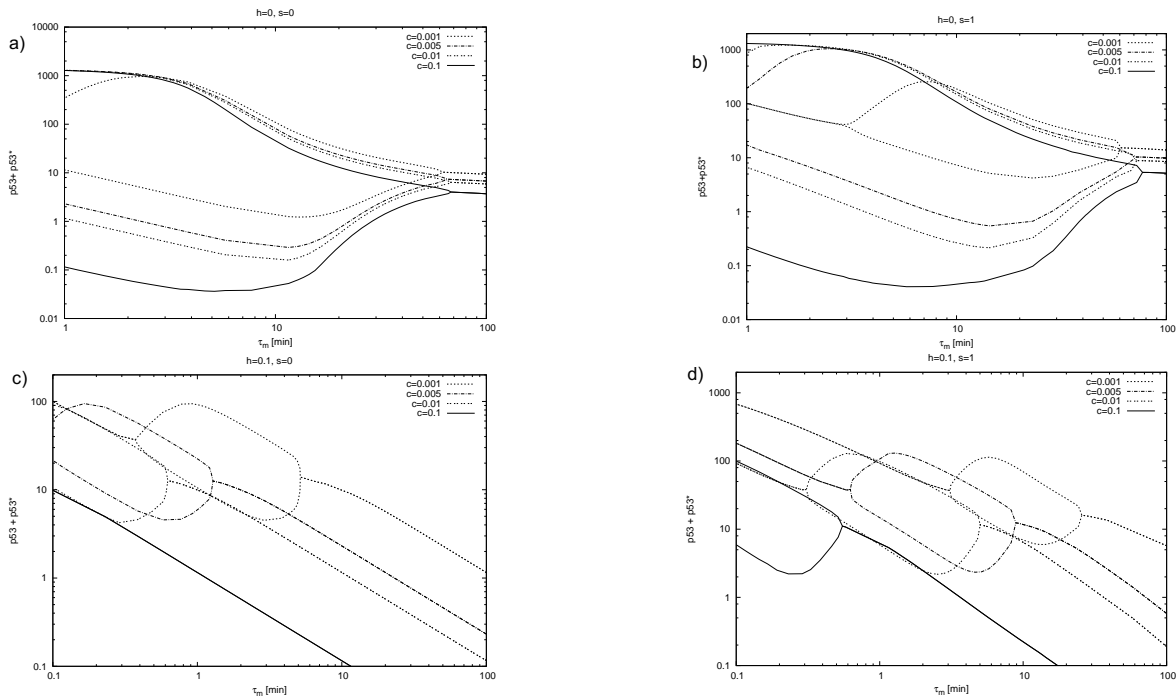 h=0, s=0
a)
c=0.001
c=0.005
c=0.01
c=0.1
10000
1000
100
10
1
0.1
0.01
p53+ p53*
1 10 100
τm [min]
h=0, s=1
b)
c=0.001
c=0.005
c=0.01
c=0.1
1000
100
10
1
0.1
0.01
p53+p53*
1 10 100
τm [min]
h=0.1, s=0
c)
c=0.001
c=0.005
c=0.01
c=0.1
100
10
1
0.1
p53 + p53*
0.1 1 10 100
τm [min]
h=0.1, s=1
d)
c=0.001
c=0.005
c=0.01
c=0.1
1000
100
10
1
0.1
p53 + p53*
0.1 1 10 100
τm [min]